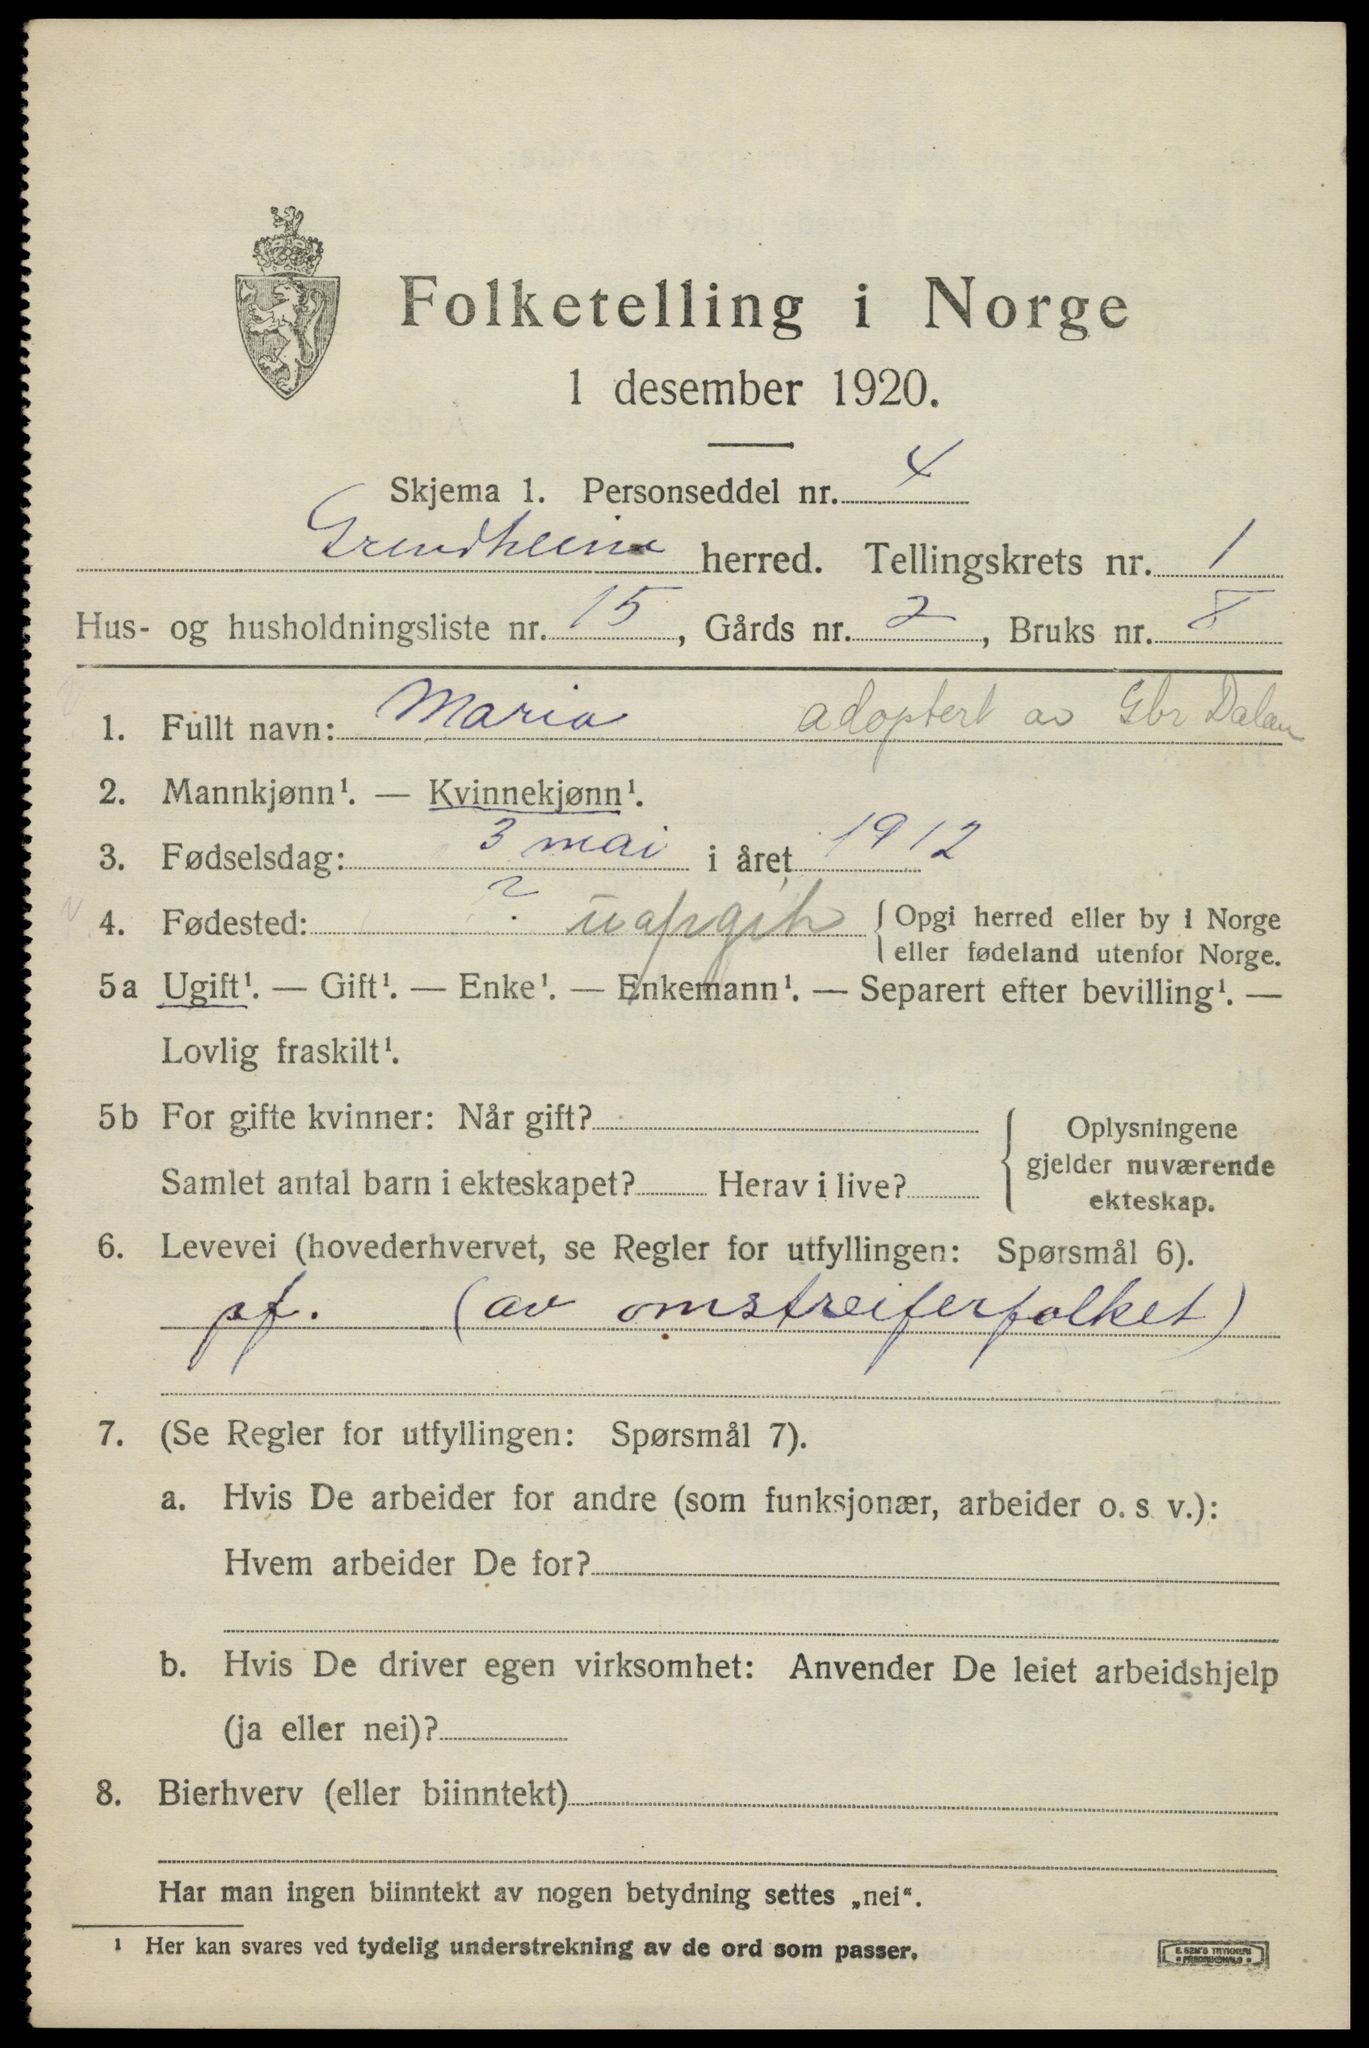 Folketelling i Norge
1 desember 1920.
Skjema 1. Personseddel nr. 4
Grindheim herred. Tellingskrets nr. 1
Hus- og husholdningsliste nr. 15, Gårds nr. 2, Bruks nr. 8
1. Fullt navn: Maria adoptert av Gbr Dalan
2. Mannkjønn¹. — Kvinnekjønn¹.
3. Fødselsdag: 3 mai i året 1912
4. Fødested: ? uopgit { Opgi herred eller by i Norge
eller fødeland utenfor Norge.
5a Ugift¹. — Gift¹. — Enke¹. — Enkemann¹. — Separert efter bevilling¹. —
Lovlig fraskilt¹.
5b For gifte kvinner: Når gift?
Samlet antal barn i ekteskapet? Herav i live?
Oplysningene
gjelder nuværende
ekteskap.
6. Levevei (hovederhvervet, se Regler for utfyllingen: Spørsmål 6).
pf. (av omstreiferfolket)
7. (Se Regler for utfyllingen: Spørsmål 7).
a. Hvis De arbeider for andre (som funksjonær, arbeider o. s v.):
Hvem arbeider De for?
b. Hvis De driver egen virksomhet: Anvender De leiet arbeidshjelp
(ja eller nei)?
8. Bierhverv (eller biinntekt)
Har man ingen biinntekt av nogen betydning settes „nei“.
¹ Her kan svares ved tydelig understrekning av de ord som passer.
E. SEM'S TRYKKERI
FREDRIKSHALD